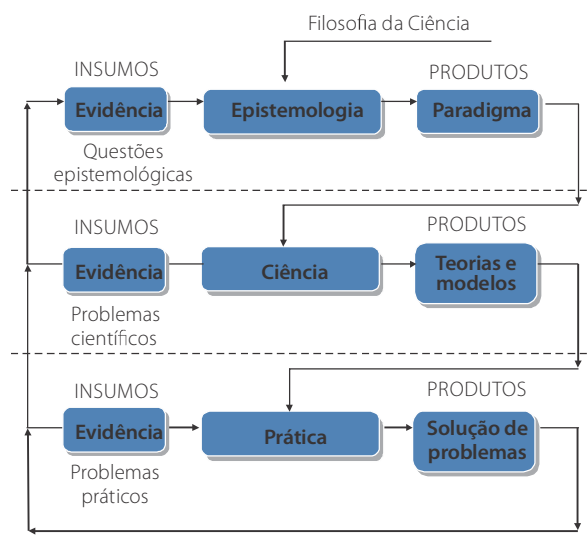 Filosofia da Ciência
INSUMOS
PRODUTOS
Evidência
Epistemologia
Paradigma
Questões
epistemológicas
INSUMOS
PRODUTOS
Evidência
Ciência
Teorias e
modelos
Problemas
científicos
INSUMOS
PRODUTOS
Evidência
Prática
Solução de
problemas
Problemas
práticos